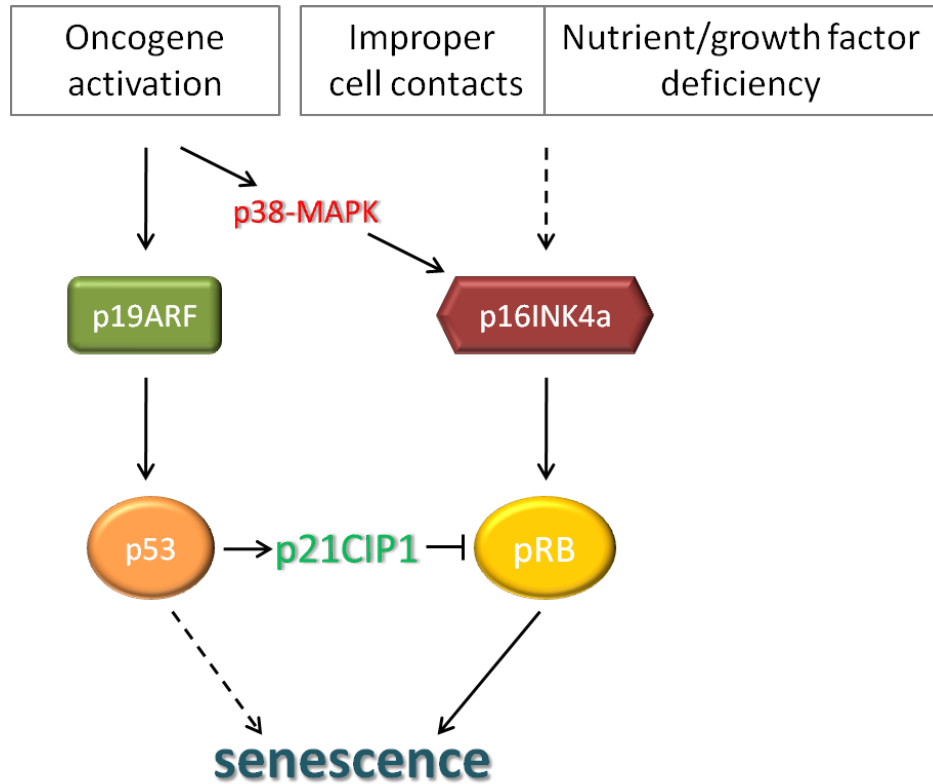 Oncogene
activation
Improper
cell contacts
Nutrient/growth factor
deficiency
p38-MAPK
p19ARF
p16INK4a
p53
p21CIP1
pRB
senescence